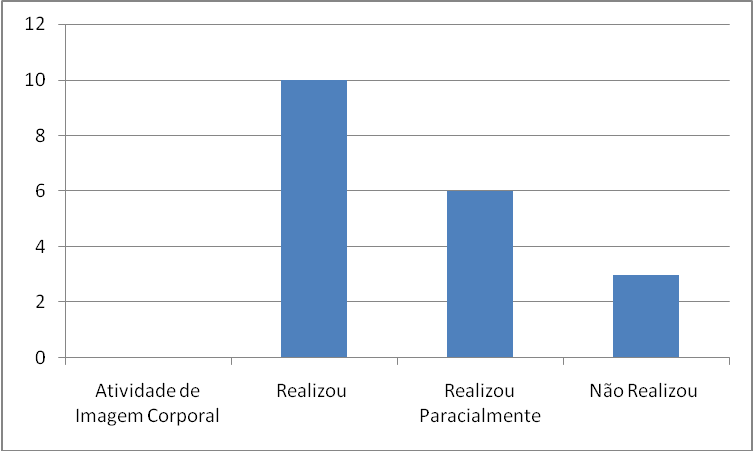 12
10
8
6
4
2
0
Atividade de
Imagem Corporal
Realizou
Realizou
Paracialmente
Não Realizou